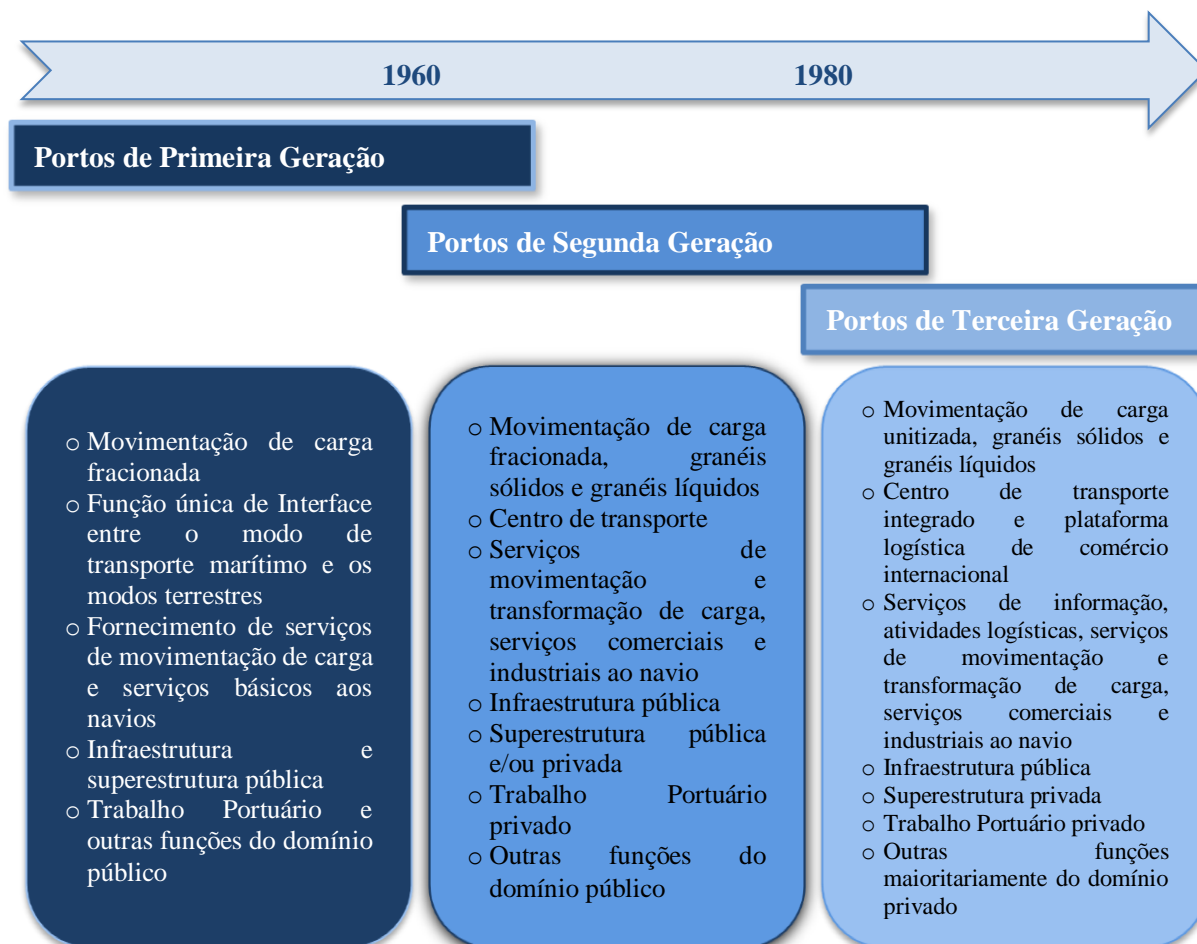 1960
1980
Portos de Primeira Geração
Portos de Segunda Geração
Portos de Terceira Geração
o Movimentação de carga
fracionada
o Função única de Interface
entre o modo de
transporte marítimo e os
modos terrestres
o Fornecimento de serviços
de movimentação de carga
e serviços básicos aos
navios
o Infraestrutura e
superestrutura pública
o Trabalho Portuário e
outras funções do domínio
público
o Movimentação de carga
fracionada, granéis
sólidos e granéis líquidos
o Centro de transporte
o Serviços de
movimentação e
transformação de carga,
serviços comerciais e
industriais ao navio
o Infraestrutura pública
o Superestrutura pública
e/ou privada
o Trabalho Portuário
privado
o Outras funções do
domínio público
o Movimentação de carga
unitizada, granéis sólidos e
granéis líquidos
o Centro de transporte
integrado e plataforma
logística de comércio
internacional
o Serviços de informação,
atividades logísticas, serviços
de movimentação e
transformação de carga,
serviços comerciais e
industriais ao navio
o Infraestrutura pública
o Superestrutura privada
o Trabalho Portuário privado
o Outras funções
maioritariamente do domínio
privado